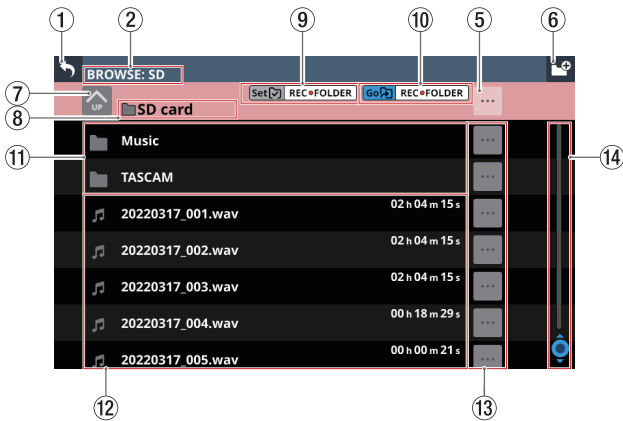 ① ② ⑨ ⑩ ⑤ ⑥
BROWSE: SD
⑦ UP Set REC●FOLDER Go REC●FOLDER ...
⑧ SD card
⑪ Music ... ⑭
TASCAM ...
20220317_001.wav 02 h 04 m 15 s ...
20220317_002.wav 02 h 04 m 15 s ...
20220317_003.wav 02 h 04 m 15 s ...
20220317_004.wav 00 h 18 m 29 s ...
20220317_005.wav 00 h 00 m 21 s ...
⑫ ⑬